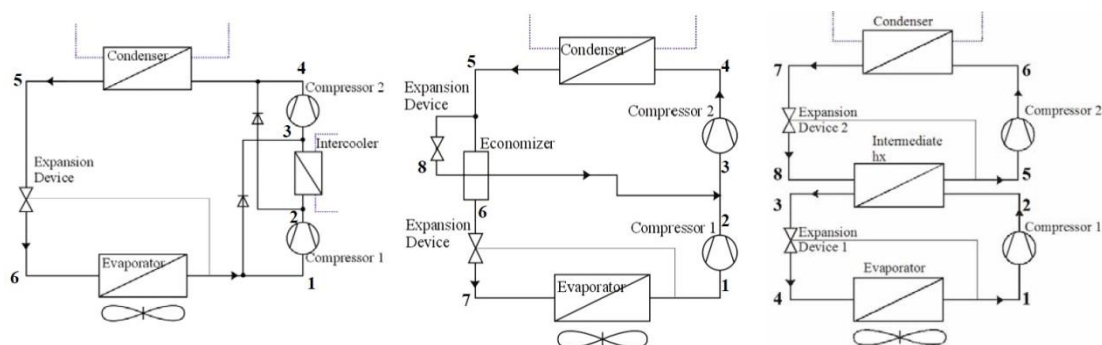 Condenser
4
5
Compressor 2
3
Intercooler
Expansion
Device
2
Evaporator
Compressor 1
6
1
Condenser
5
4
Expansion
Device
Compressor 2
Economizer
8
3
6
2
Expansion
Device
Compressor 1
Evaporator
7
1
Condenser
7
6
Expansion
Device 2
Compressor 2
Intermediate
hx
8
5
3
2
Expansion
Device 1
Compressor 1
Evaporator
4
1